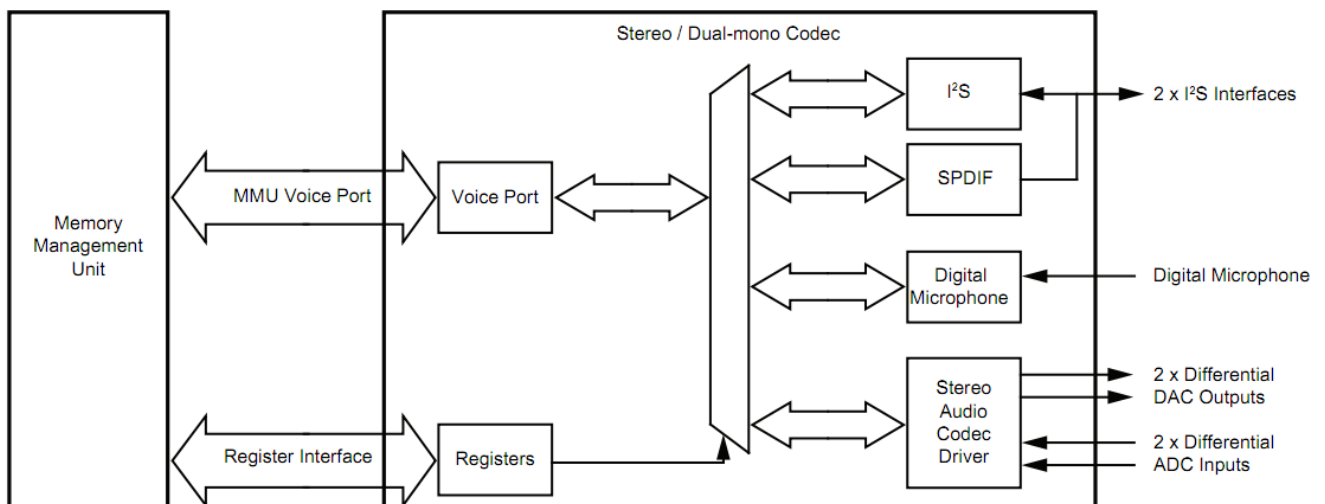 Stereo / Dual-mono Codec
I²S
2 x I²S Interfaces
SPDIF
MMU Voice Port
Voice Port
Memory
Management
Unit
Digital
Microphone
Digital Microphone
Stereo
Audio
Codec
Driver
2 x Differential
DAC Outputs
2 x Differential
ADC Inputs
Register Interface
Registers